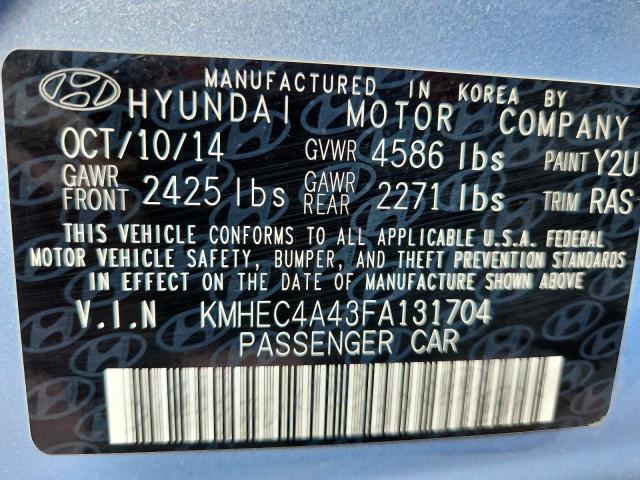 MANUFACTURED IN KOREA BY
HYUNDAI MOTOR COMPANY
OCT/10/14 GVWR 4586 lbs PAINT Y2U
GAWR FRONT 2425 lbs GAWR REAR 2271 lbs TRIM RAS
THIS VEHICLE CONFORMS TO ALL APPLICABLE U.S.A. FEDERAL
MOTOR VEHICLE SAFETY, BUMPER, AND THEFT PREVENTION STANDARDS
IN EFFECT ON THE DATE OF MANUFACTURE SHOWN ABOVE
V.I.N KMHEC4A43FA131704
PASSENGER CAR